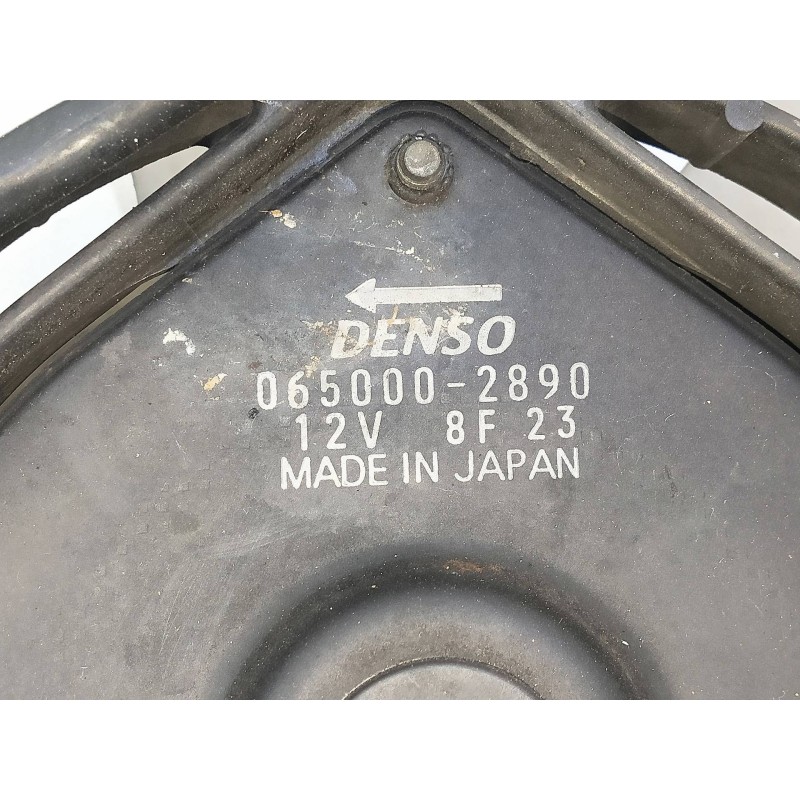 DENSO
065000-2890
12V 8F 23
MADE IN JAPAN